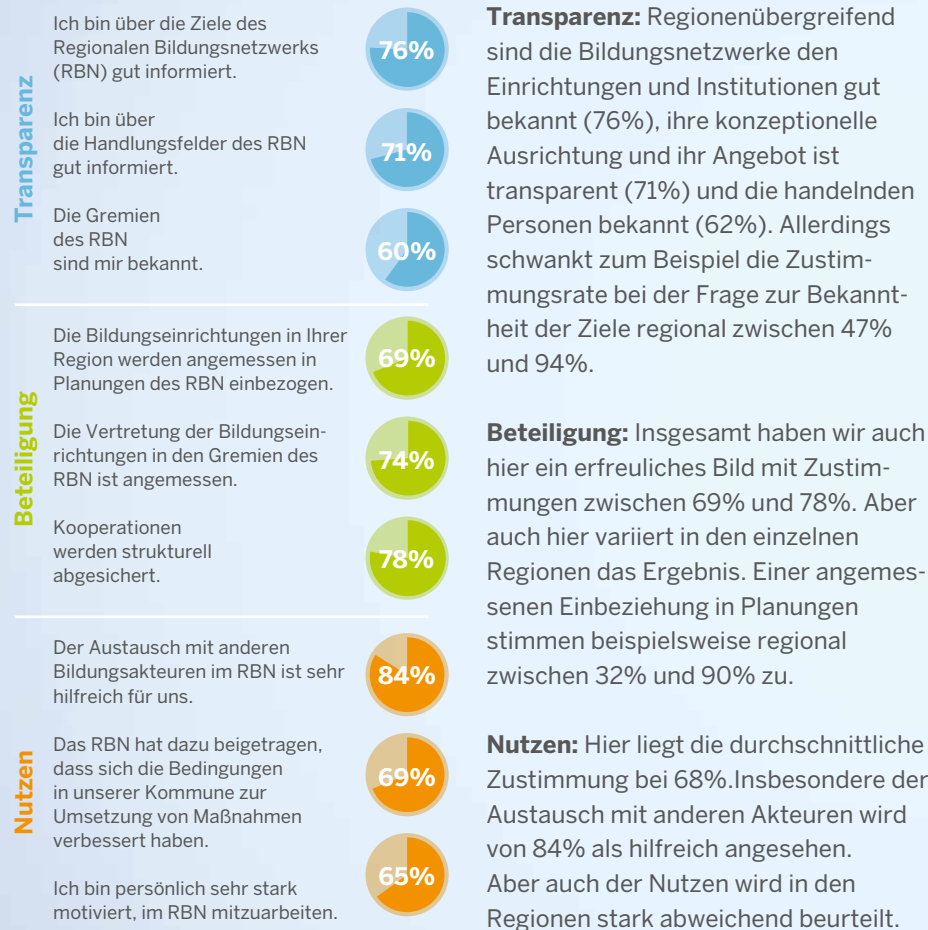 Transparenz
Ich bin über die Ziele des
Regionalen Bildungsnetzwerks
(RBN) gut informiert.
76%
Ich bin über
die Handlungsfelder des RBN
gut informiert.
71%
Die Gremien
des RBN
sind mir bekannt.
60%
Beteiligung
Die Bildungseinrichtungen in Ihrer
Region werden angemessen in
Planungen des RBN einbezogen.
69%
Die Vertretung der Bildungsein-
richtungen in den Gremien des
RBN ist angemessen.
74%
Kooperationen
werden strukturell
abgesichert.
78%
Nutzen
Der Austausch mit anderen
Bildungsakteuren im RBN ist sehr
hilfreich für uns.
84%
Das RBN hat dazu beigetragen,
dass sich die Bedingungen
in unserer Kommune zur
Umsetzung von Maßnahmen
verbessert haben.
69%
Ich bin persönlich sehr stark
motiviert, im RBN mitzuarbeiten.
65%
Transparenz: Regionenübergreifend
sind die Bildungsnetzwerke den
Einrichtungen und Institutionen gut
bekannt (76%), ihre konzeptionelle
Ausrichtung und ihr Angebot ist
transparent (71%) und die handelnden
Personen bekannt (62%). Allerdings
schwankt zum Beispiel die Zustim-
mungsrate bei der Frage zur Bekannt-
heit der Ziele regional zwischen 47%
und 94%.
Beteiligung: Insgesamt haben wir auch
hier ein erfreuliches Bild mit Zustim-
mungen zwischen 69% und 78%. Aber
auch hier variiert in den einzelnen
Regionen das Ergebnis. Einer angemes-
senen Einbeziehung in Planungen
stimmen beispielsweise regional
zwischen 32% und 90% zu.
Nutzen: Hier liegt die durchschnittliche
Zustimmung bei 68%.Insbesondere der
Austausch mit anderen Akteuren wird
von 84% als hilfreich angesehen.
Aber auch der Nutzen wird in den
Regionen stark abweichend beurteilt.